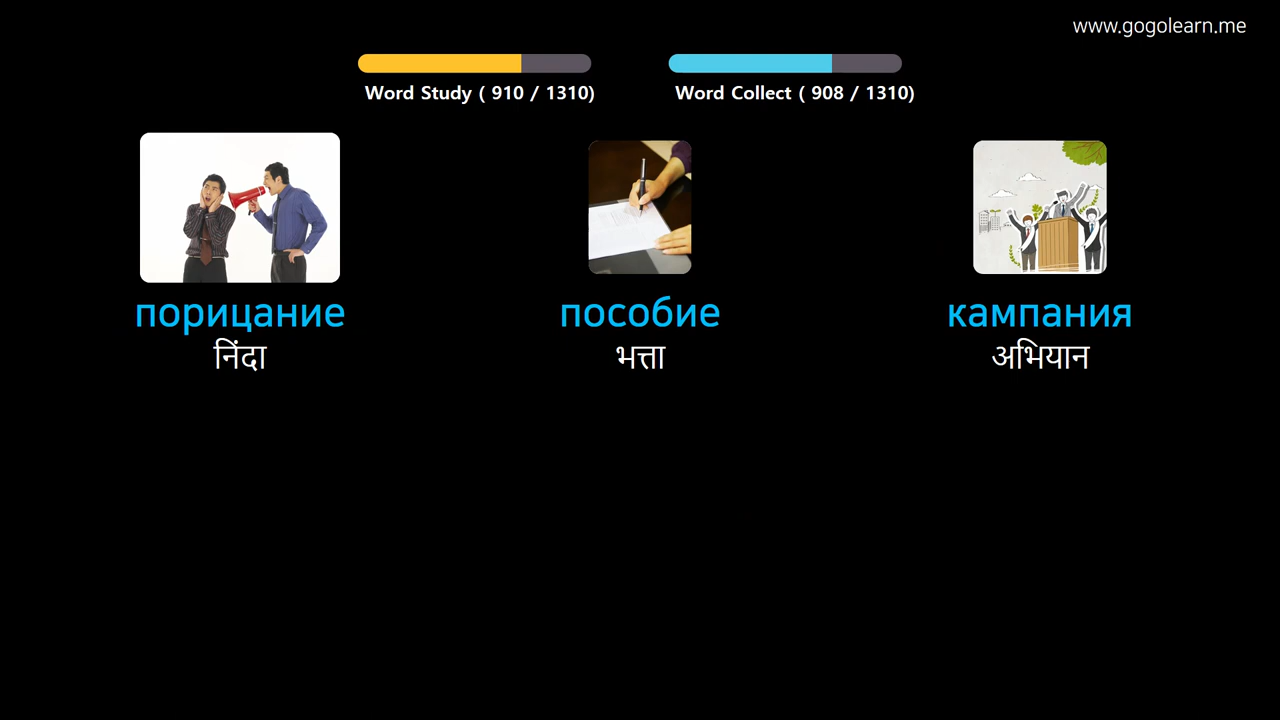 www.gogolearn.me
Word Study ( 910 / 1310)
Word Collect ( 908 / 1310)
порицание
пособие
кампания
निंदा
भत्ता
अभियान